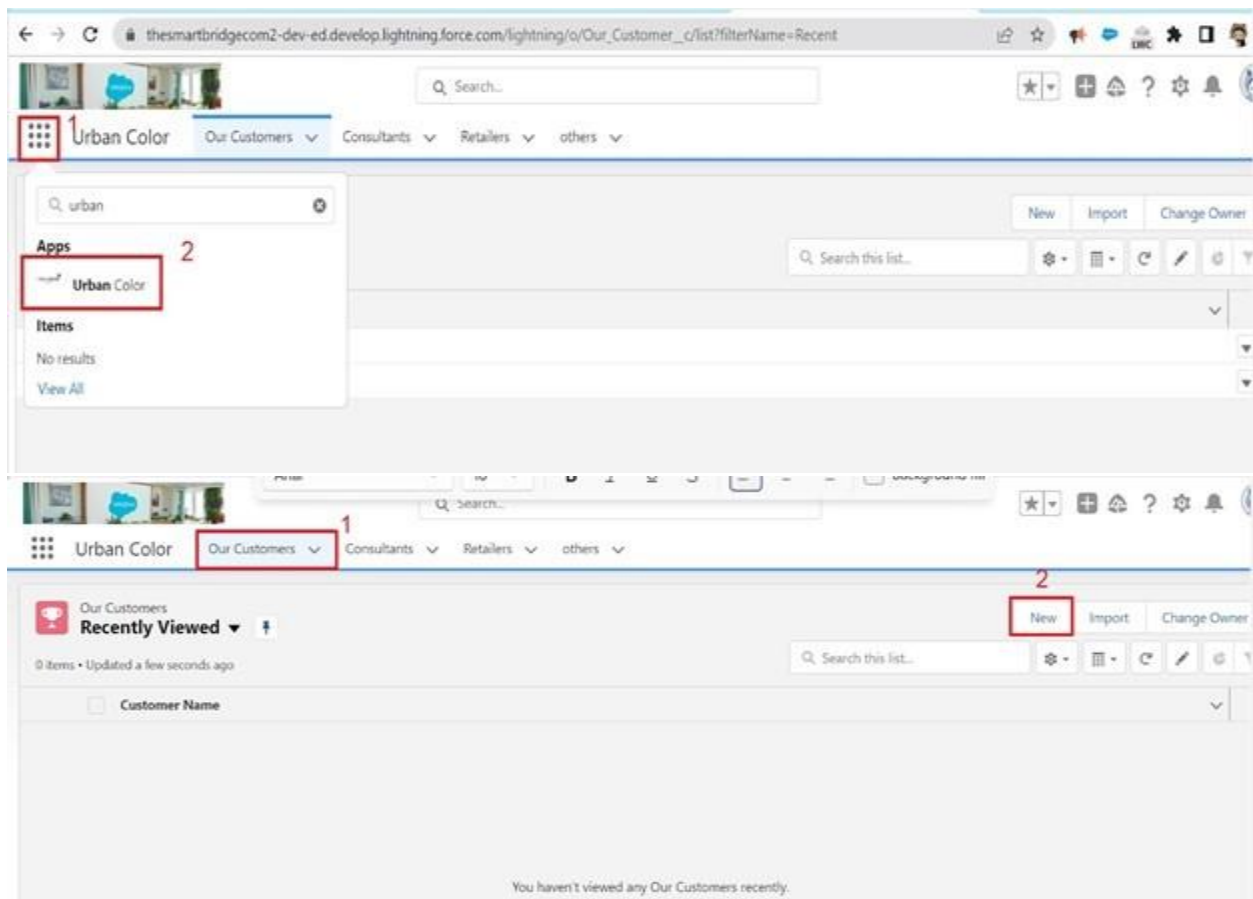 thesmartbridgecom2-dev-ed.develop.lightning.force.com/lightning/o/Our_Customer__c/list?filterName=Recent
Search...
1
Urban Color Our Customers Consultants Retailers others
urban
New Import Change Owner
Apps
2
Search this list...
Urban Color
Items
No results
View All
Search...
1
Urban Color Our Customers Consultants Retailers others
2
Our Customers
Recently Viewed
New Import Change Owner
0 items • Updated a few seconds ago
Search this list...
Customer Name
You haven't viewed any Our Customers recently.